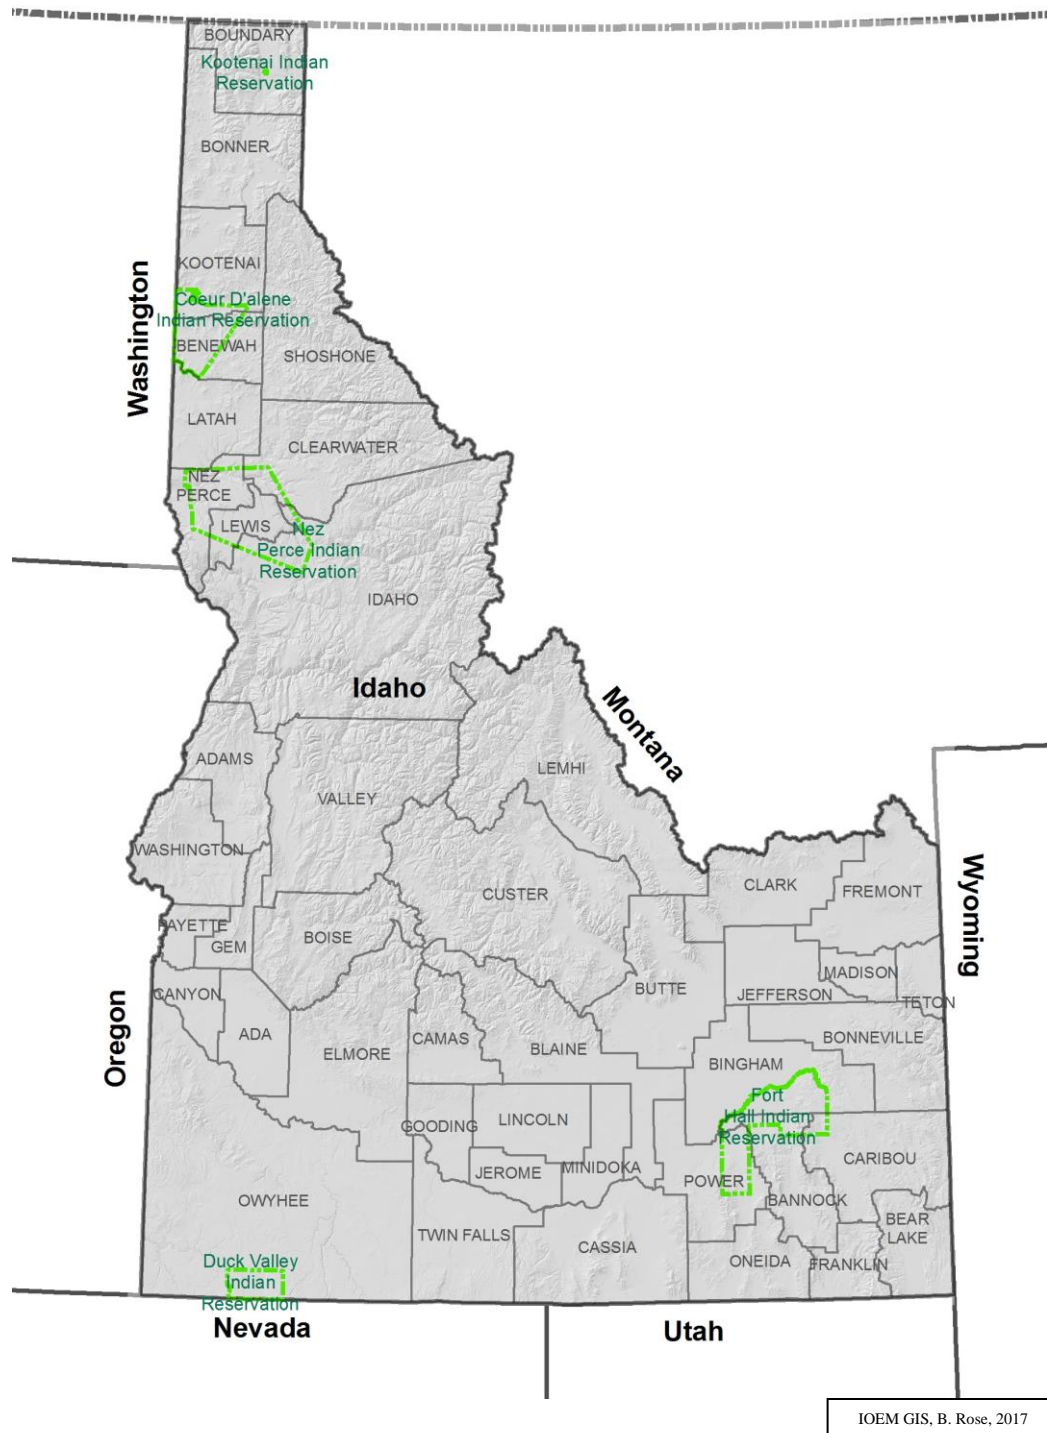 BOUNDARY
Kootenai Indian
Reservation
BONNER
KOOTENAI
Coeur D'alene
Indian Reservation
BENEWAH
SHOSHONE
Washington
LATAH
CLEARWATER
NEZ
PERCE
LEWIS
Nez
Perce Indian
Reservation
IDAHO
Idaho
Montana
ADAMS
LEMHI
VALLEY
WASHINGTON
CUSTER
CLARK
FREMONT
Wyoming
PAYETTE
GEM
BOISE
MADISON
CANYON
BUTTE
JEFFERSON
TETON
Oregon
ADA
ELMORE
CAMAS
BLAINE
BONNEVILLE
BINGHAM
Fort
Hall Indian
Reservation
GOODING
LINCOLN
JEROME
MINIDOKA
CARIBOU
POWER
BANNOCK
OWYHEE
TWIN FALLS
CASSIA
BEAR
LAKE
ONEIDA
FRANKLIN
Duck Valley
Indian
Reservation
Nevada
Utah
IOEM GIS, B. Rose, 2017